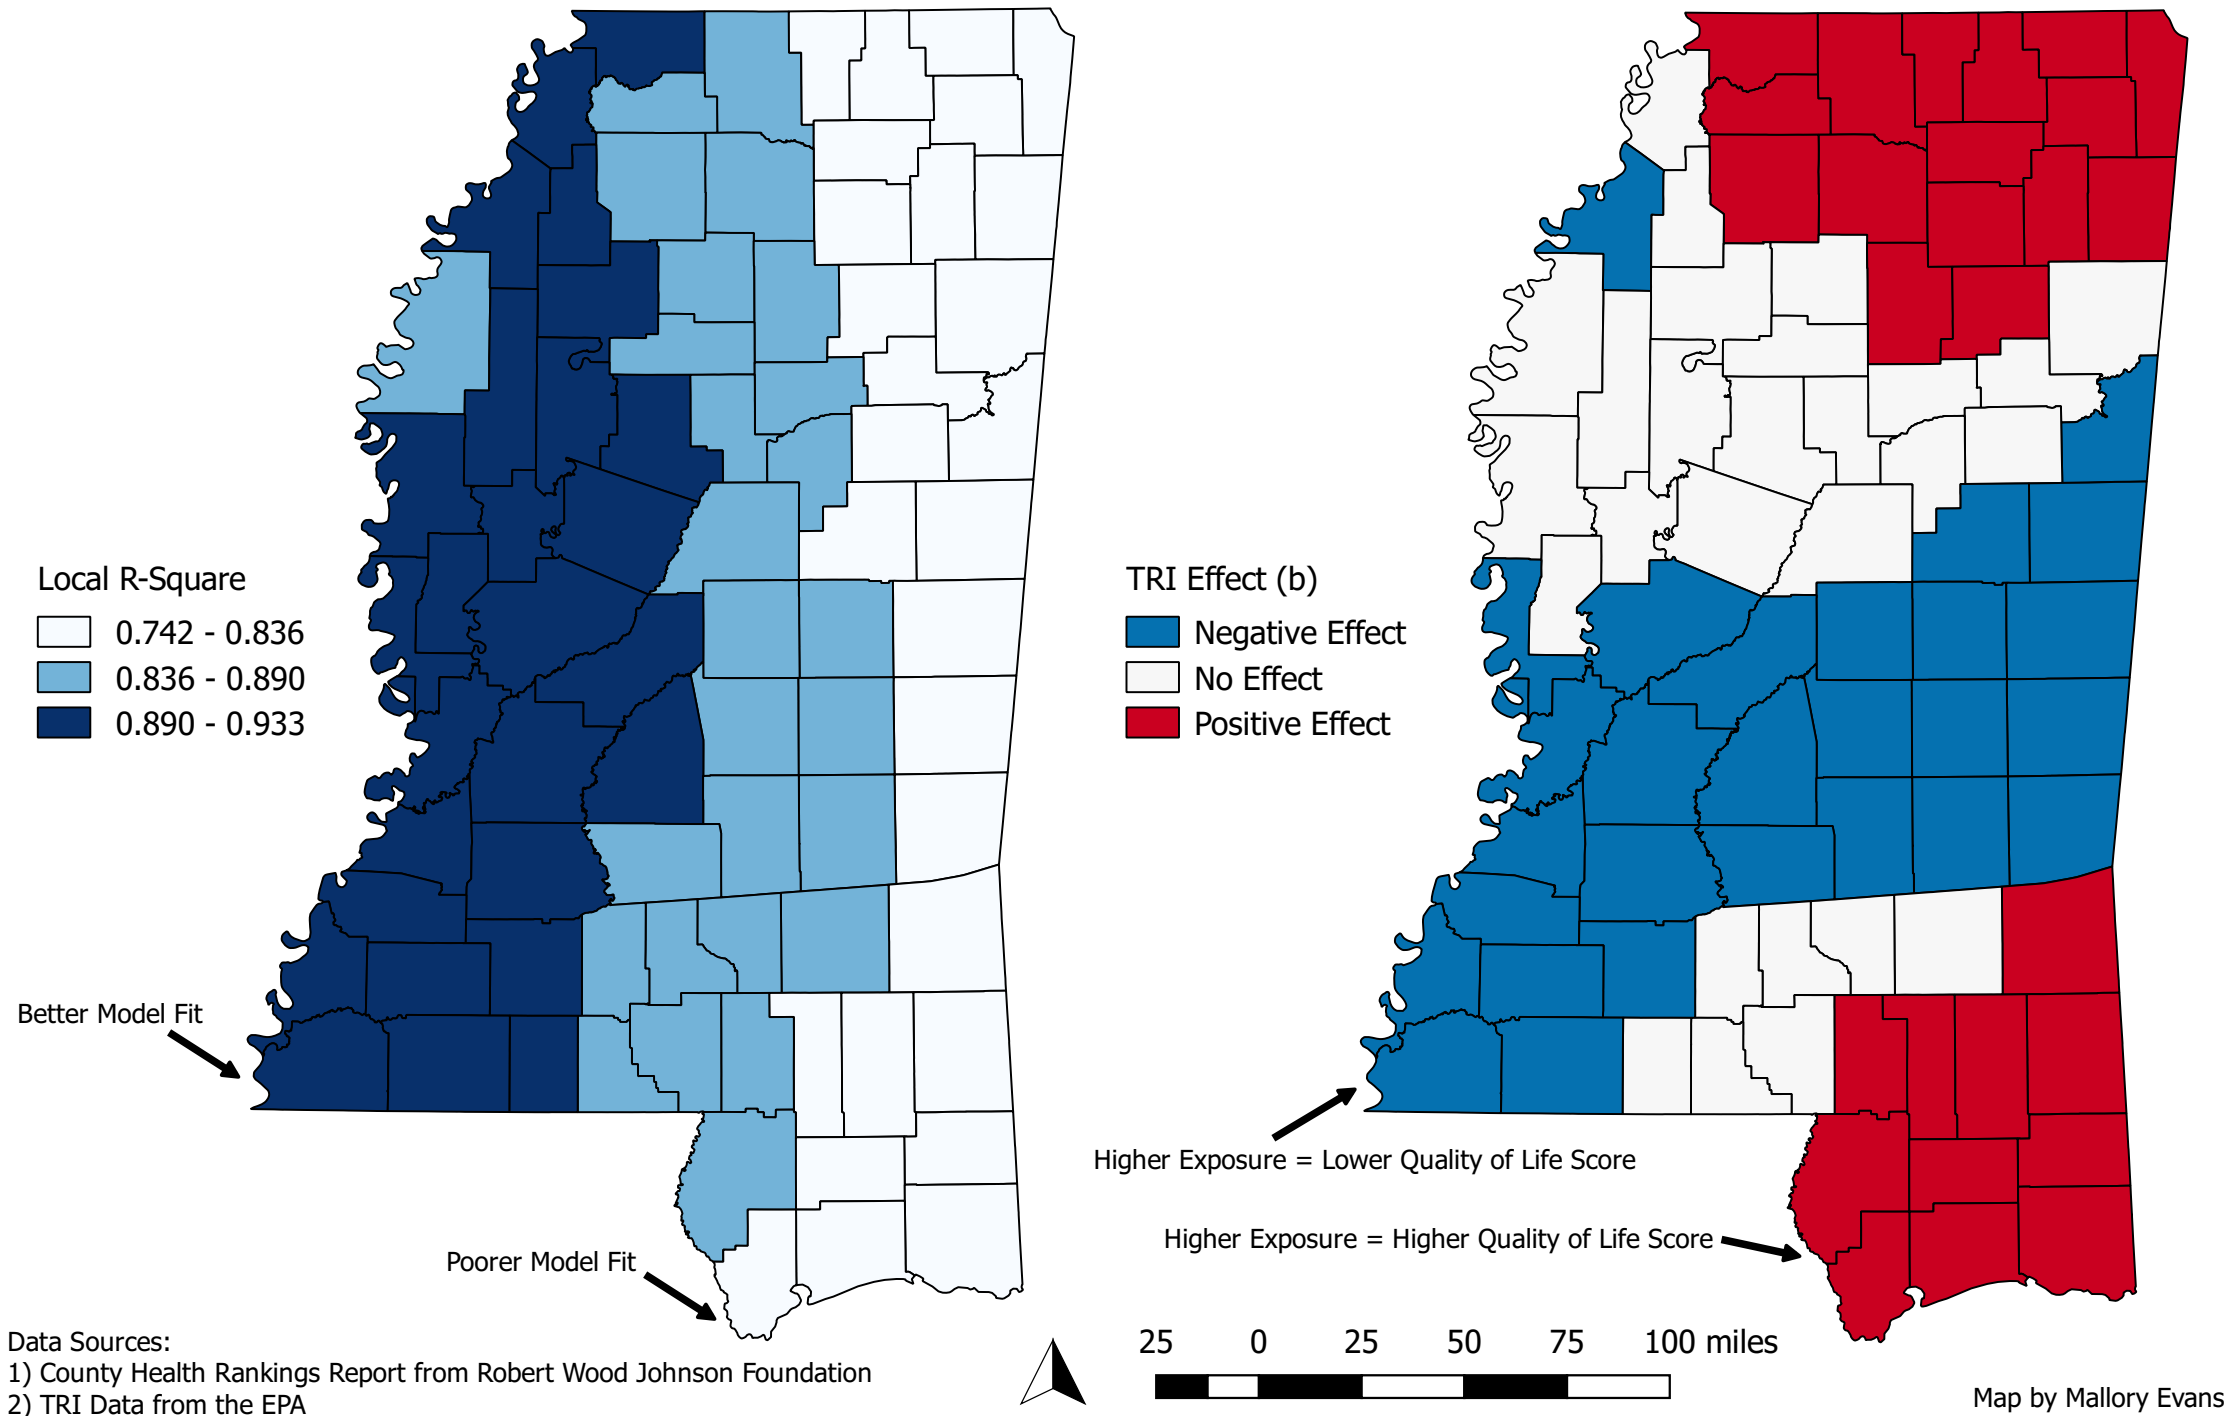 Local R-Square
0.742 - 0.836
0.836 - 0.890
0.890 - 0.933
Better Model Fit
Poorer Model Fit
Data Sources:
1) County Health Rankings Report from Robert Wood Johnson Foundation
2) TRI Data from the EPA
TRI Effect (b)
Negative Effect
No Effect
Positive Effect
Higher Exposure = Lower Quality of Life Score
Higher Exposure = Higher Quality of Life Score
25 0 25 50 75 100 miles
Map by Mallory Evans